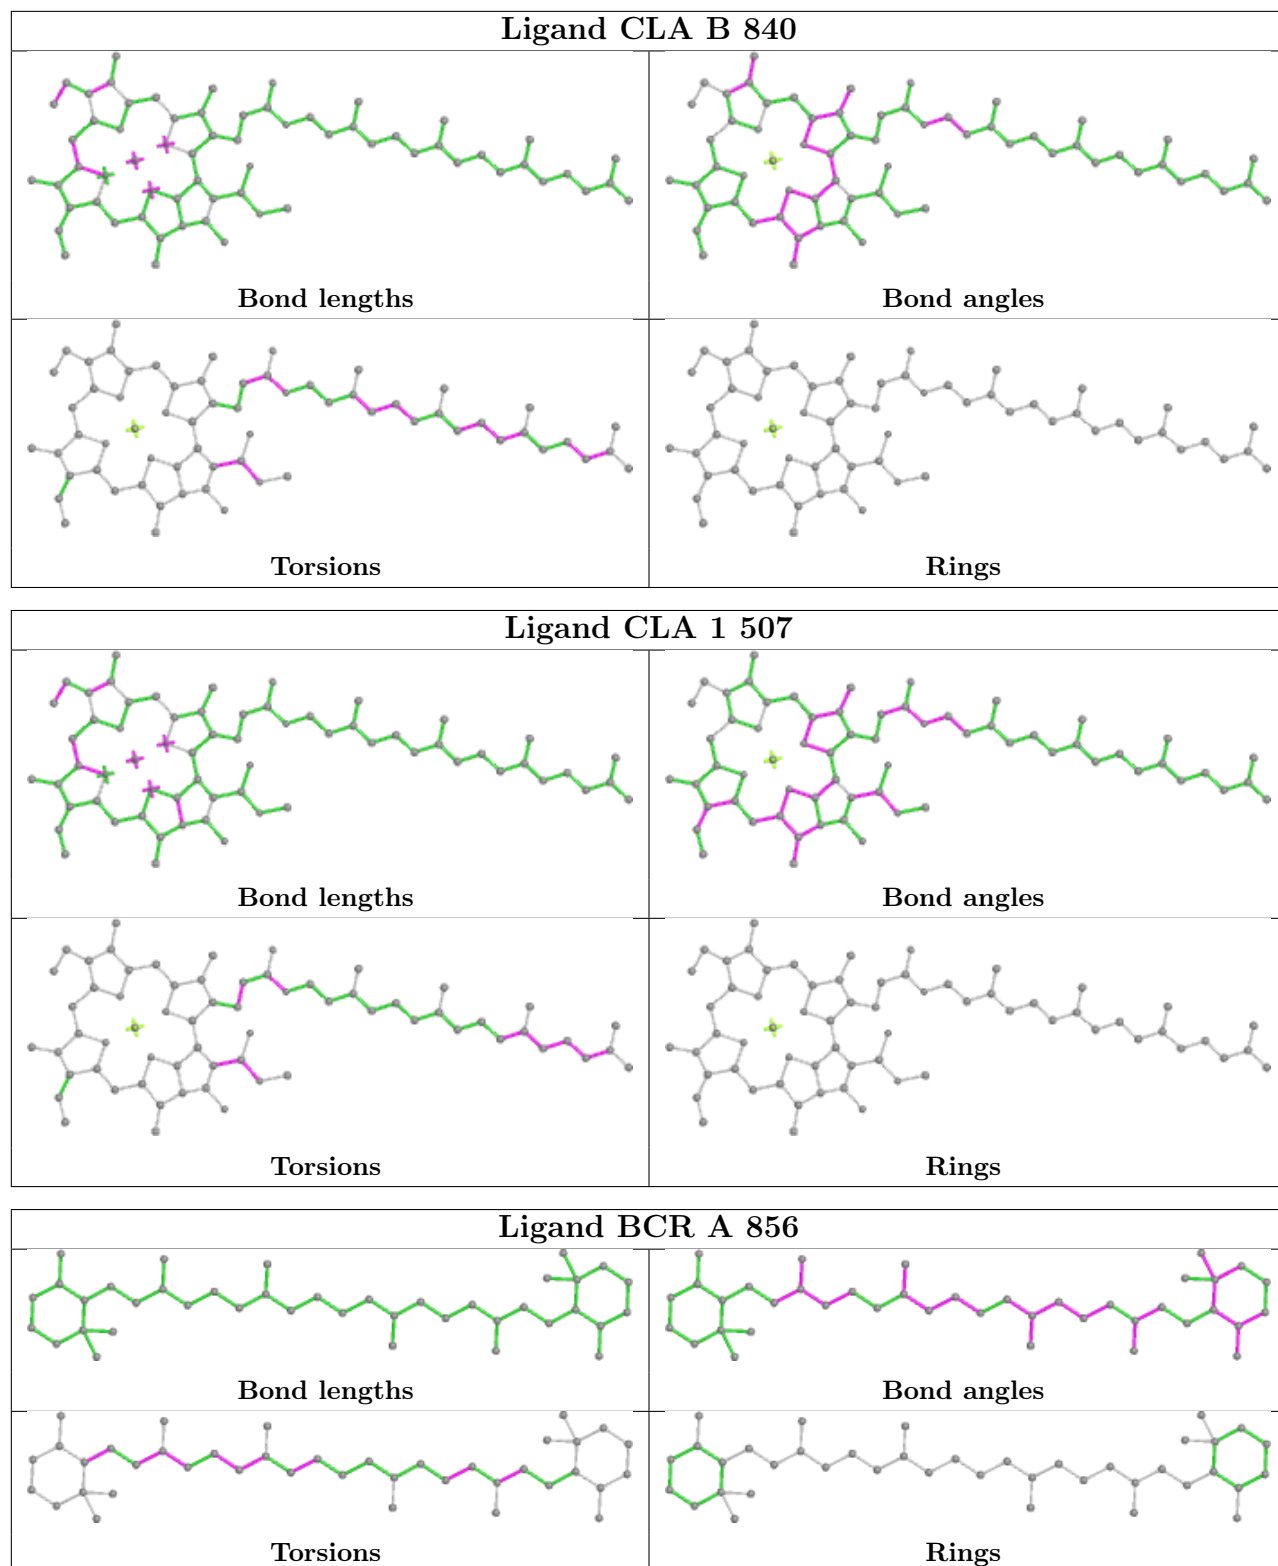 Ligand CLA B 840
Bond lengths
Bond angles
Torsions
Rings
Ligand CLA 1 507
Bond lengths
Bond angles
Torsions
Rings
Ligand BCR A 856
Bond lengths
Bond angles
Torsions
Rings